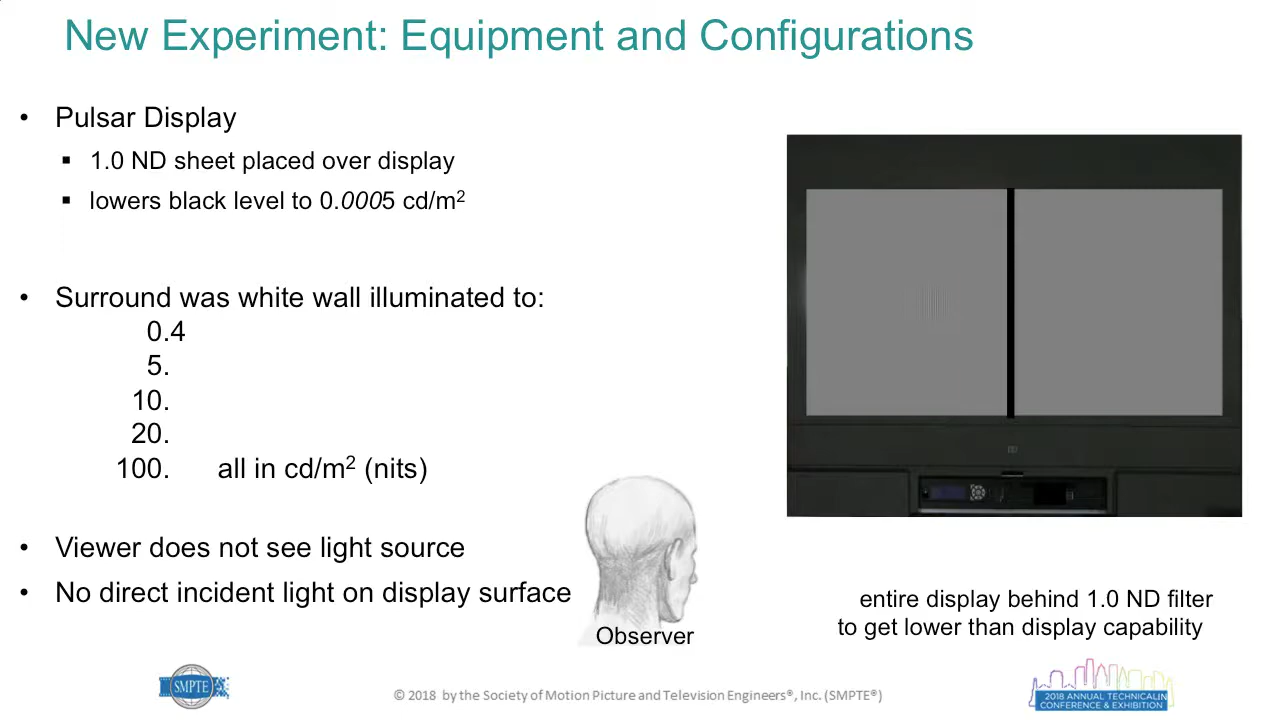 New Experiment: Equipment and Configurations
• Pulsar Display
▪ 1.0 ND sheet placed over display
▪ lowers black level to 0.0005 cd/m²
• Surround was white wall illuminated to:
0.4
5.
10.
20.
100. all in cd/m² (nits)
• Viewer does not see light source
• No direct incident light on display surface
Observer
entire display behind 1.0 ND filter
to get lower than display capability
SMPTE
© 2018 by the Society of Motion Picture and Television Engineers®, Inc. (SMPTE®)
2018 ANNUAL TECHNICAL
CONFERENCE & EXHIBITION